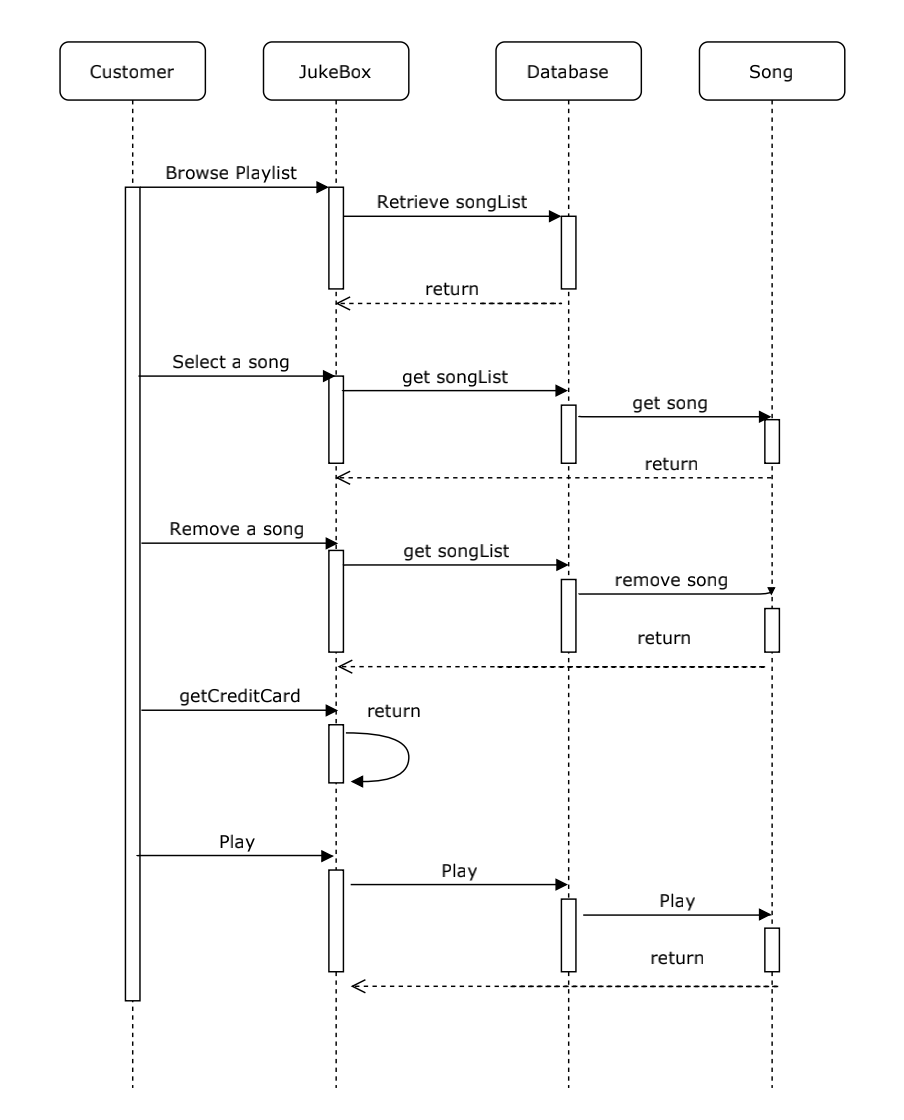 Customer
JukeBox
Database
Song
Browse Playlist
Retrieve songList
return
Select a song
get songList
get song
return
Remove a song
get songList
remove song
return
getCreditCard
return
Play
Play
Play
return